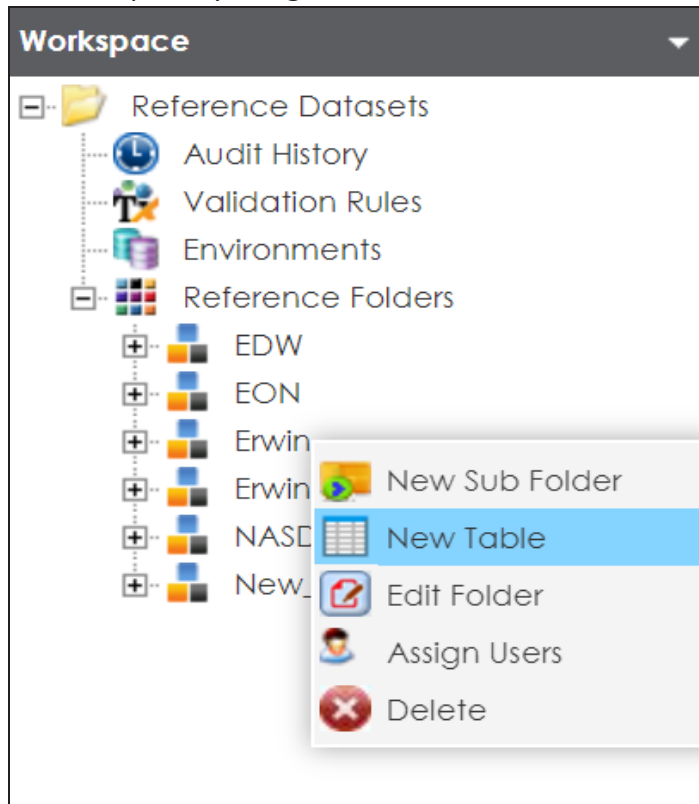 Workspace
Reference Datasets
Audit History
Validation Rules
Environments
Reference Folders
EDW
EON
Erwin
Erwin
New_
New Sub Folder
New Table
Edit Folder
Assign Users
Delete